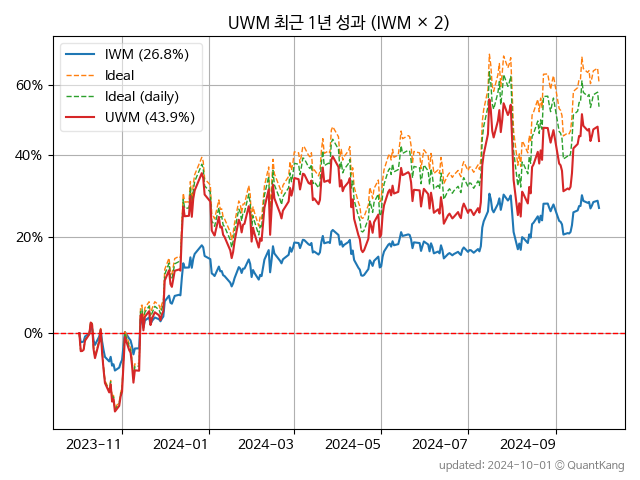 UWM 최근 1년 성과 (IWM × 2)
IWM (26.8%)
Ideal
Ideal (daily)
UWM (43.9%)
60%
40%
20%
0%
2023-11 2024-01 2024-03 2024-05 2024-07 2024-09
updated: 2024-10-01 © QuantKang